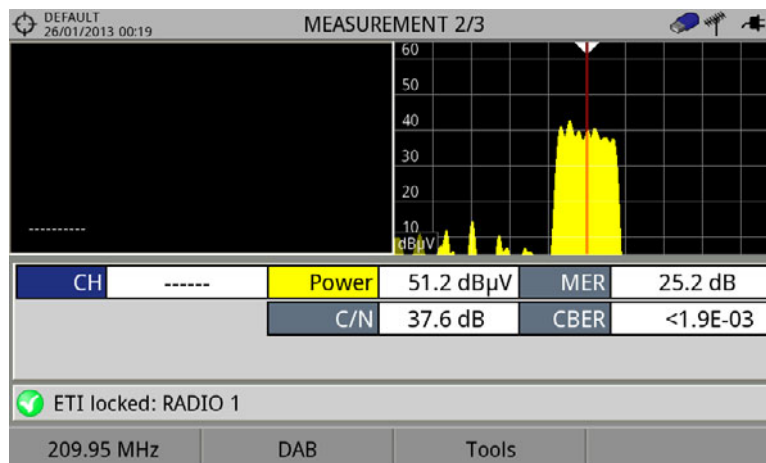 DEFAULT
26/01/2013 00:19
MEASUREMENT 2/3
60
50
40
30
20
10
dBµV
----------
CH ------ Power 51.2 dBµV MER 25.2 dB
C/N 37.6 dB CBER <1.9E-03
ETI locked: RADIO 1
209.95 MHz DAB Tools